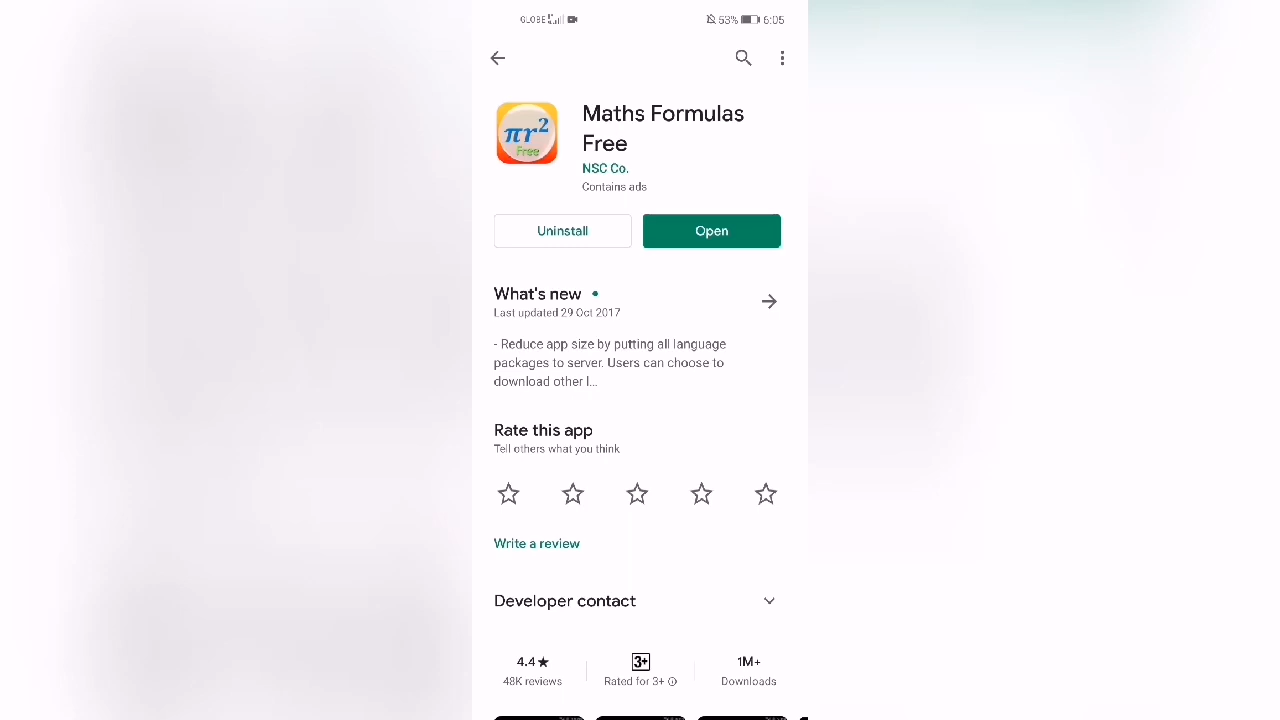 GLOBE 53% 6:05
πr² Free
Maths Formulas
Free
NSC Co.
Contains ads
Uninstall Open
What's new
Last updated 29 Oct 2017
- Reduce app size by putting all language
packages to server. Users can choose to
download other l...
Rate this app
Tell others what you think
Write a review
Developer contact
4.4★ 3+ 1M+
48K reviews Rated for 3+ Downloads